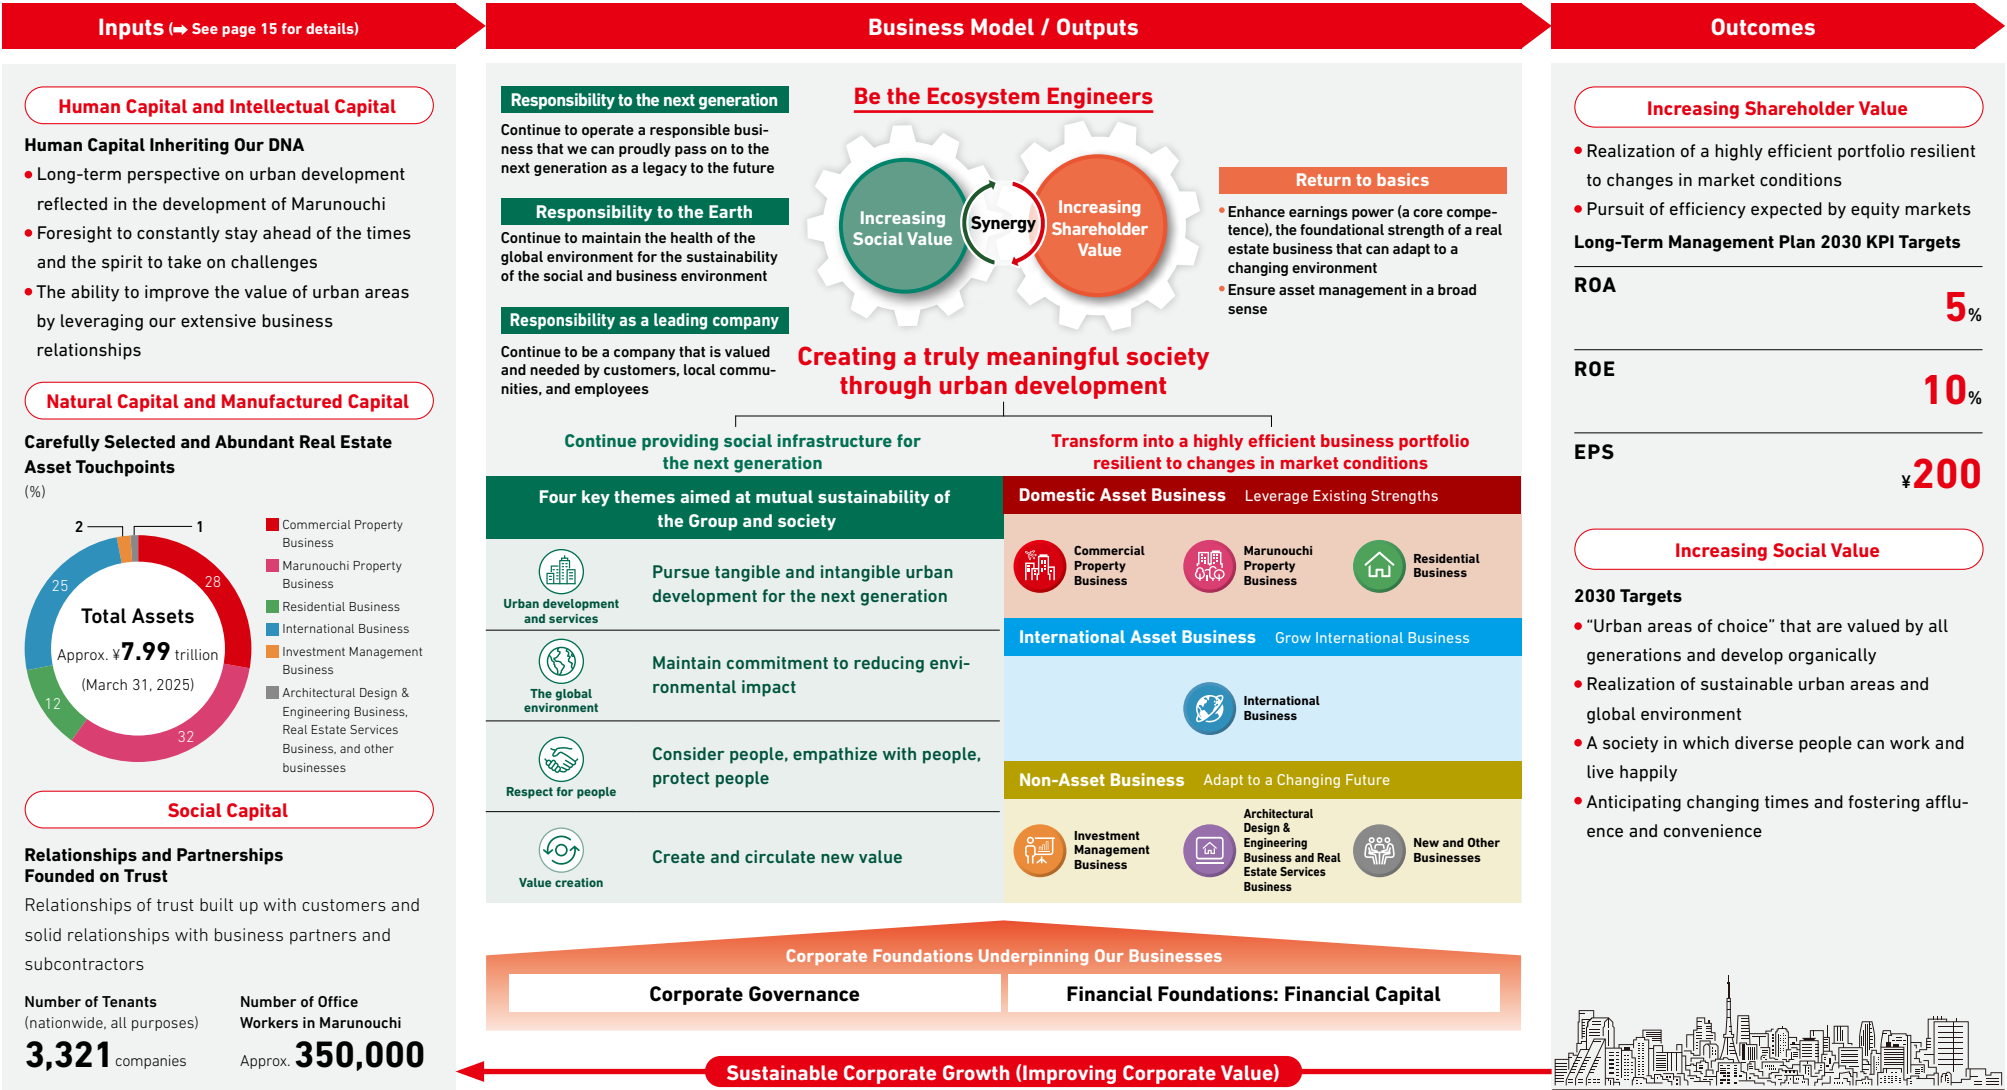 Inputs (➡ See page 15 for details)
Business Model / Outputs
Outcomes
Human Capital and Intellectual Capital
Human Capital Inheriting Our DNA
• Long-term perspective on urban development
reflected in the development of Marunouchi
• Foresight to constantly stay ahead of the times
and the spirit to take on challenges
• The ability to improve the value of urban areas
by leveraging our extensive business
relationships
Natural Capital and Manufactured Capital
Carefully Selected and Abundant Real Estate
Asset Touchpoints
(%)
2
1
28
32
12
25
Total Assets
Approx. ¥7.99 trillion
(March 31, 2025)
Commercial Property
Business
Marunouchi Property
Business
Residential Business
International Business
Investment Management
Business
Architectural Design &
Engineering Business,
Real Estate Services
Business, and other
businesses
Social Capital
Relationships and Partnerships
Founded on Trust
Relationships of trust built up with customers and
solid relationships with business partners and
subcontractors
Number of Tenants
(nationwide, all purposes)
3,321 companies
Number of Office
Workers in Marunouchi
Approx. 350,000
Responsibility to the next generation
Continue to operate a responsible busi-
ness that we can proudly pass on to the
next generation as a legacy to the future
Responsibility to the Earth
Continue to maintain the health of the
global environment for the sustainability
of the social and business environment
Responsibility as a leading company
Continue to be a company that is valued
and needed by customers, local commu-
nities, and employees
Be the Ecosystem Engineers
Increasing
Social Value
Synergy
Increasing
Shareholder
Value
Return to basics
• Enhance earnings power (a core compe-
tence), the foundational strength of a real
estate business that can adapt to a
changing environment
• Ensure asset management in a broad
sense
Creating a truly meaningful society
through urban development
Continue providing social infrastructure for
the next generation
Four key themes aimed at mutual sustainability of
the Group and society
Urban development
and services
Pursue tangible and intangible urban
development for the next generation
The global
environment
Maintain commitment to reducing envi-
ronmental impact
Respect for people
Consider people, empathize with people,
protect people
Value creation
Create and circulate new value
Transform into a highly efficient business portfolio
resilient to changes in market conditions
Domestic Asset Business Leverage Existing Strengths
Commercial
Property
Business
Marunouchi
Property
Business
Residential
Business
International Asset Business Grow International Business
International
Business
Non-Asset Business Adapt to a Changing Future
Investment
Management
Business
Architectural
Design &
Engineering
Business and Real
Estate Services
Business
New and Other
Businesses
Corporate Foundations Underpinning Our Businesses
Corporate Governance
Financial Foundations: Financial Capital
Sustainable Corporate Growth (Improving Corporate Value)
Increasing Shareholder Value
• Realization of a highly efficient portfolio resilient
to changes in market conditions
• Pursuit of efficiency expected by equity markets
Long-Term Management Plan 2030 KPI Targets
ROA
5%
ROE
10%
EPS
¥200
Increasing Social Value
2030 Targets
• “Urban areas of choice” that are valued by all
generations and develop organically
• Realization of sustainable urban areas and
global environment
• A society in which diverse people can work and
live happily
• Anticipating changing times and fostering afflu-
ence and convenience